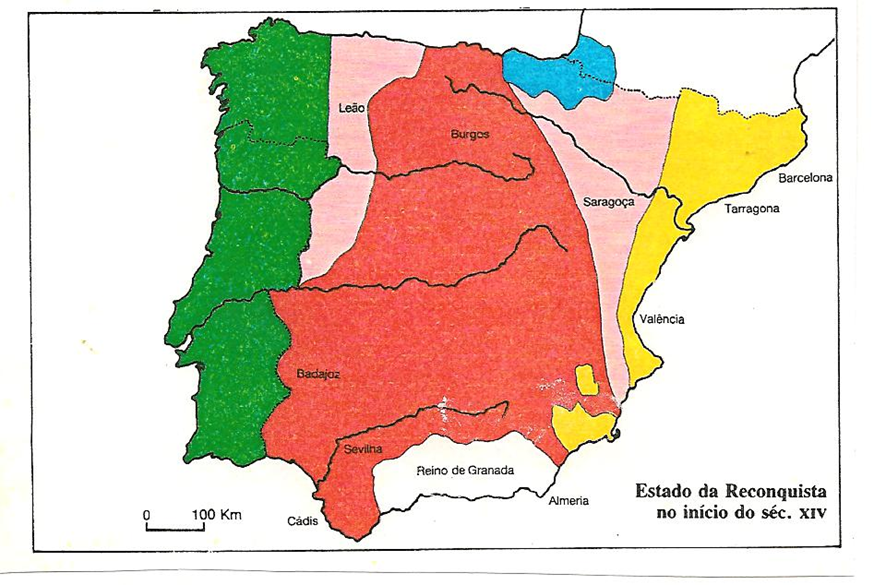 Leão
Burgos
Saragoça
Barcelona
Tarragona
Valência
Badajoz
Sevilha
Reino de Granada
Almeria
Cádis
0 100 Km
Estado da Reconquista
no início do séc. XIV